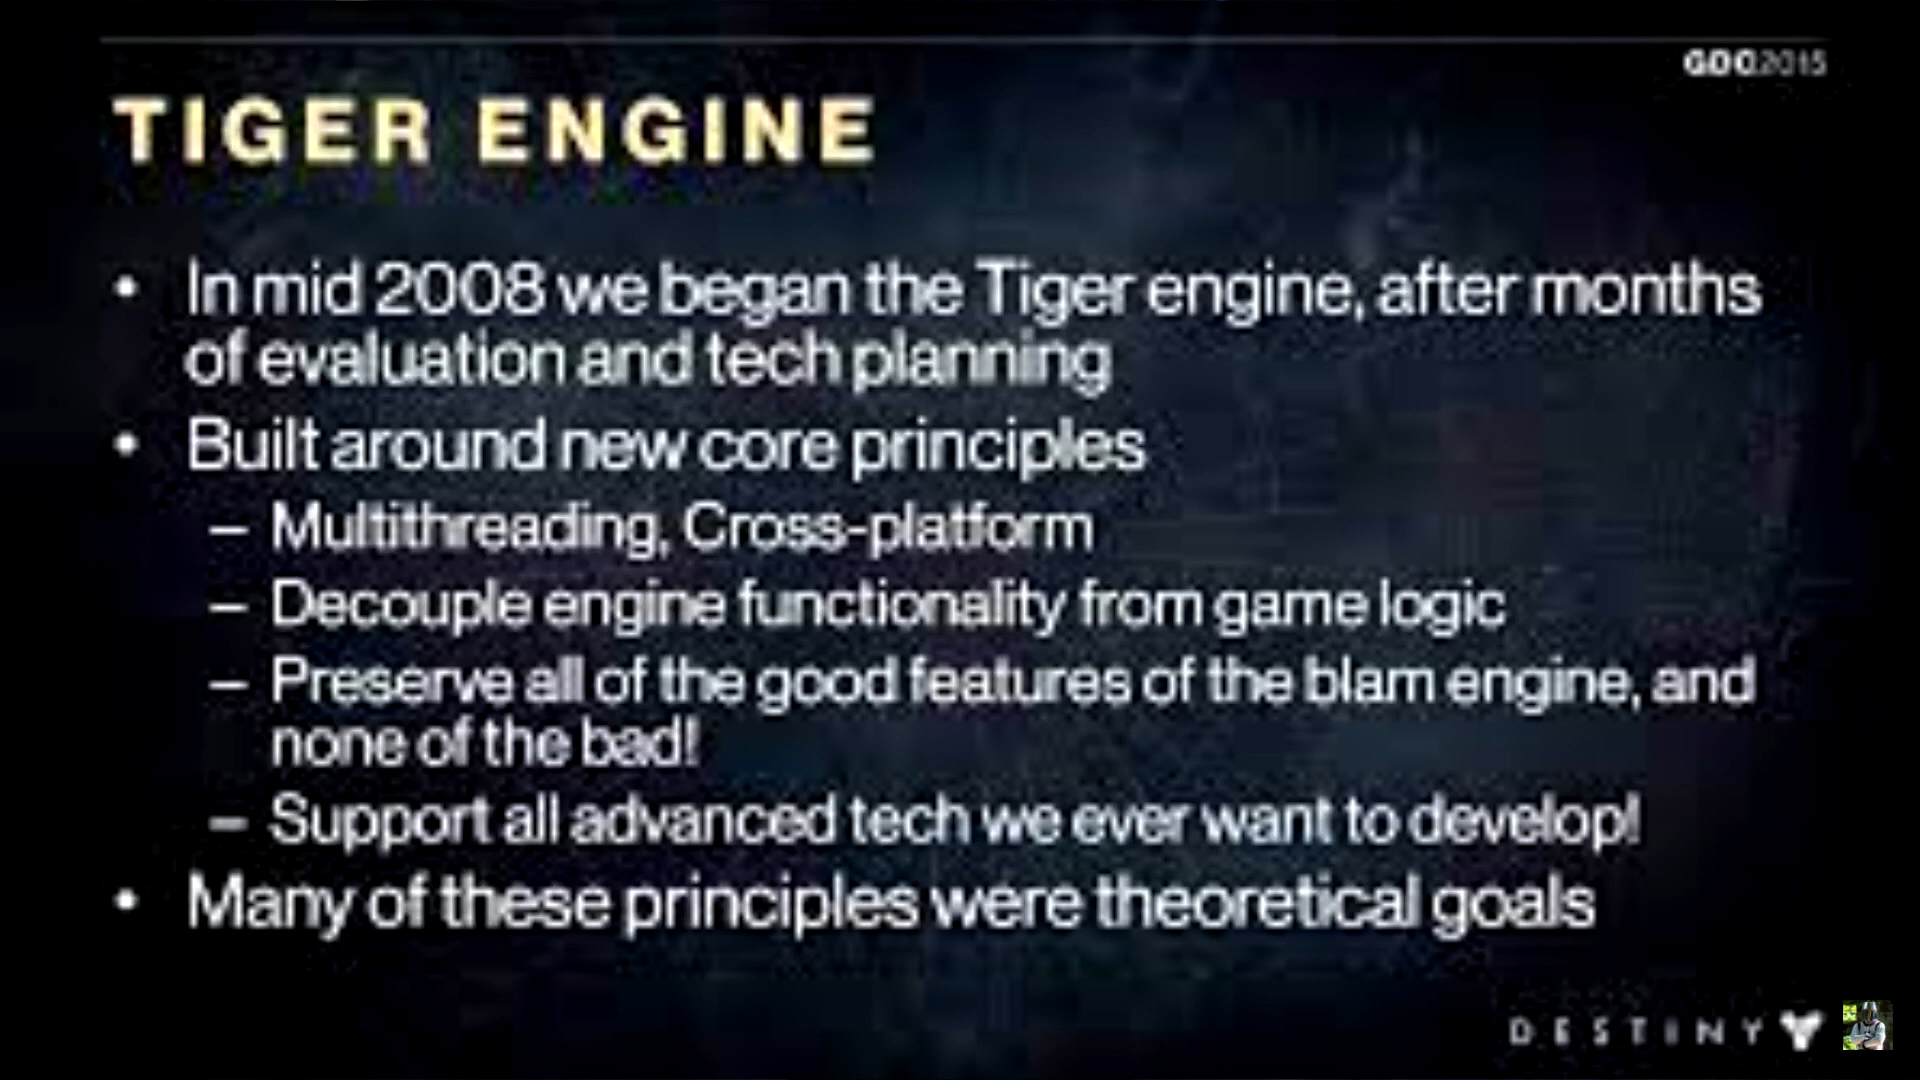 GDC2015
TIGER ENGINE
• In mid 2008 we began the Tiger engine, after months
of evaluation and tech planning
• Built around new core principles
– Multithreading, Cross-platform
– Decouple engine functionality from game logic
– Preserve all of the good features of the blam engine, and
none of the bad!
– Support all advanced tech we ever want to develop!
• Many of these principles were theoretical goals
DESTINY